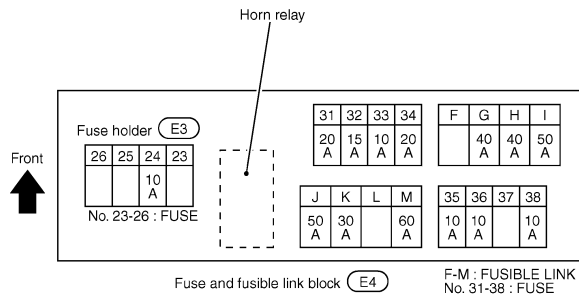 Horn relay
Fuse holder E3
26 25 24 23
10 A
No. 23-26 : FUSE
Front
31 32 33 34
20 A 15 A 10 A 20 A
F G H I
40 A 40 A 50 A
J K L M
50 A 30 A 60 A
35 36 37 38
10 A 10 A 10 A
Fuse and fusible link block E4
F-M : FUSIBLE LINK
No. 31-38 : FUSE